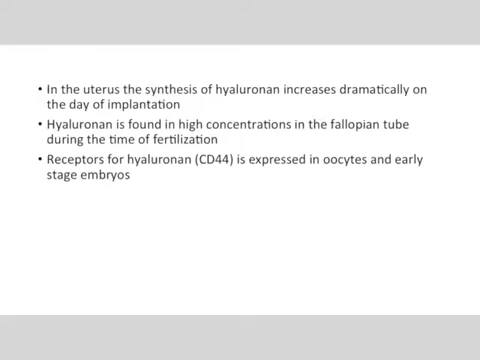 • In the uterus the synthesis of hyaluronan increases dramatically on
the day of implantation
• Hyaluronan is found in high concentrations in the fallopian tube
during the time of fertilization
• Receptors for hyaluronan (CD44) is expressed in oocytes and early
stage embryos